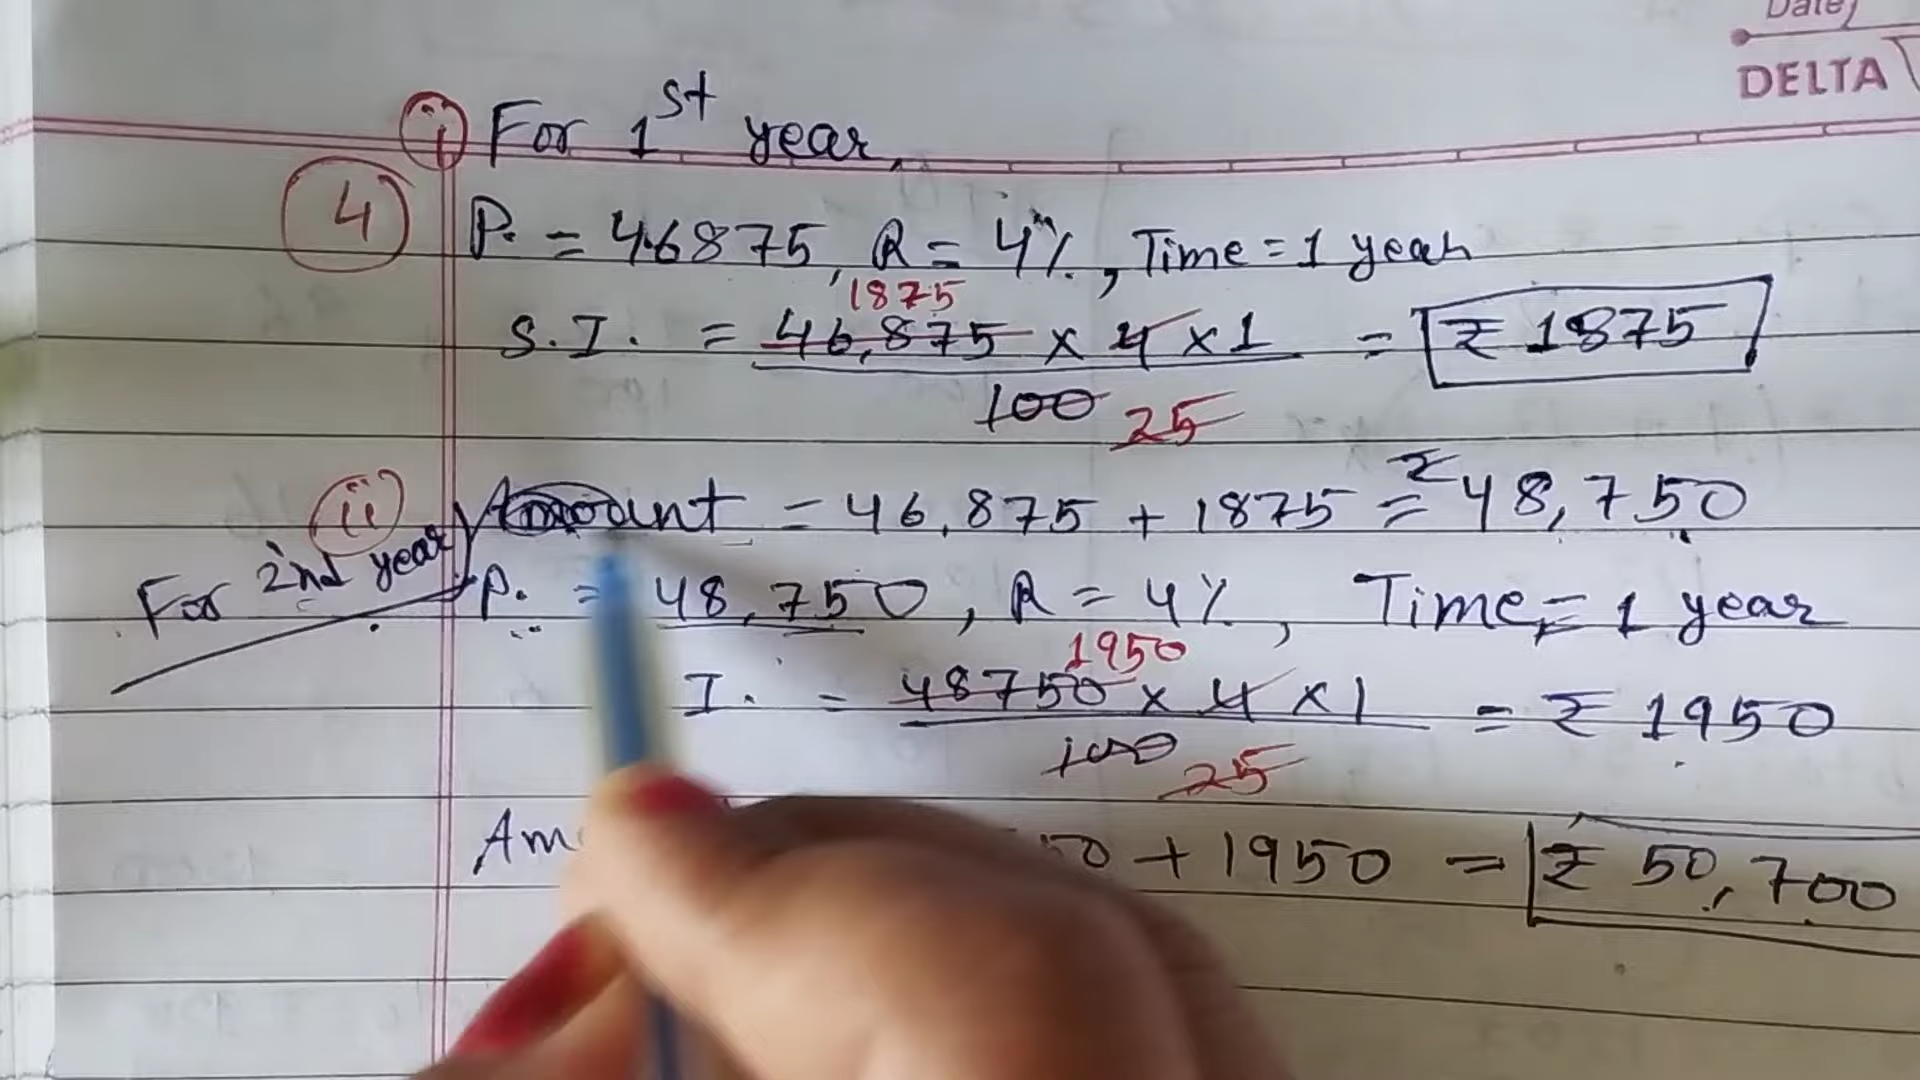 Date
DELTA
(i) For 1st year,
(4) P. = 46875, R = 4%, Time = 1 year
1875
S.I. = 46,875 x 4 x 1 = ₹ 1875
100 25
(ii) Amount = 46,875 + 1875 = ₹ 48,750
For 2nd year
P. = 48,750, R = 4%, Time = 1 year
1950
I. = 48750 x 4 x 1 = ₹ 1950
100 25
Am 50 + 1950 = ₹ 50,700